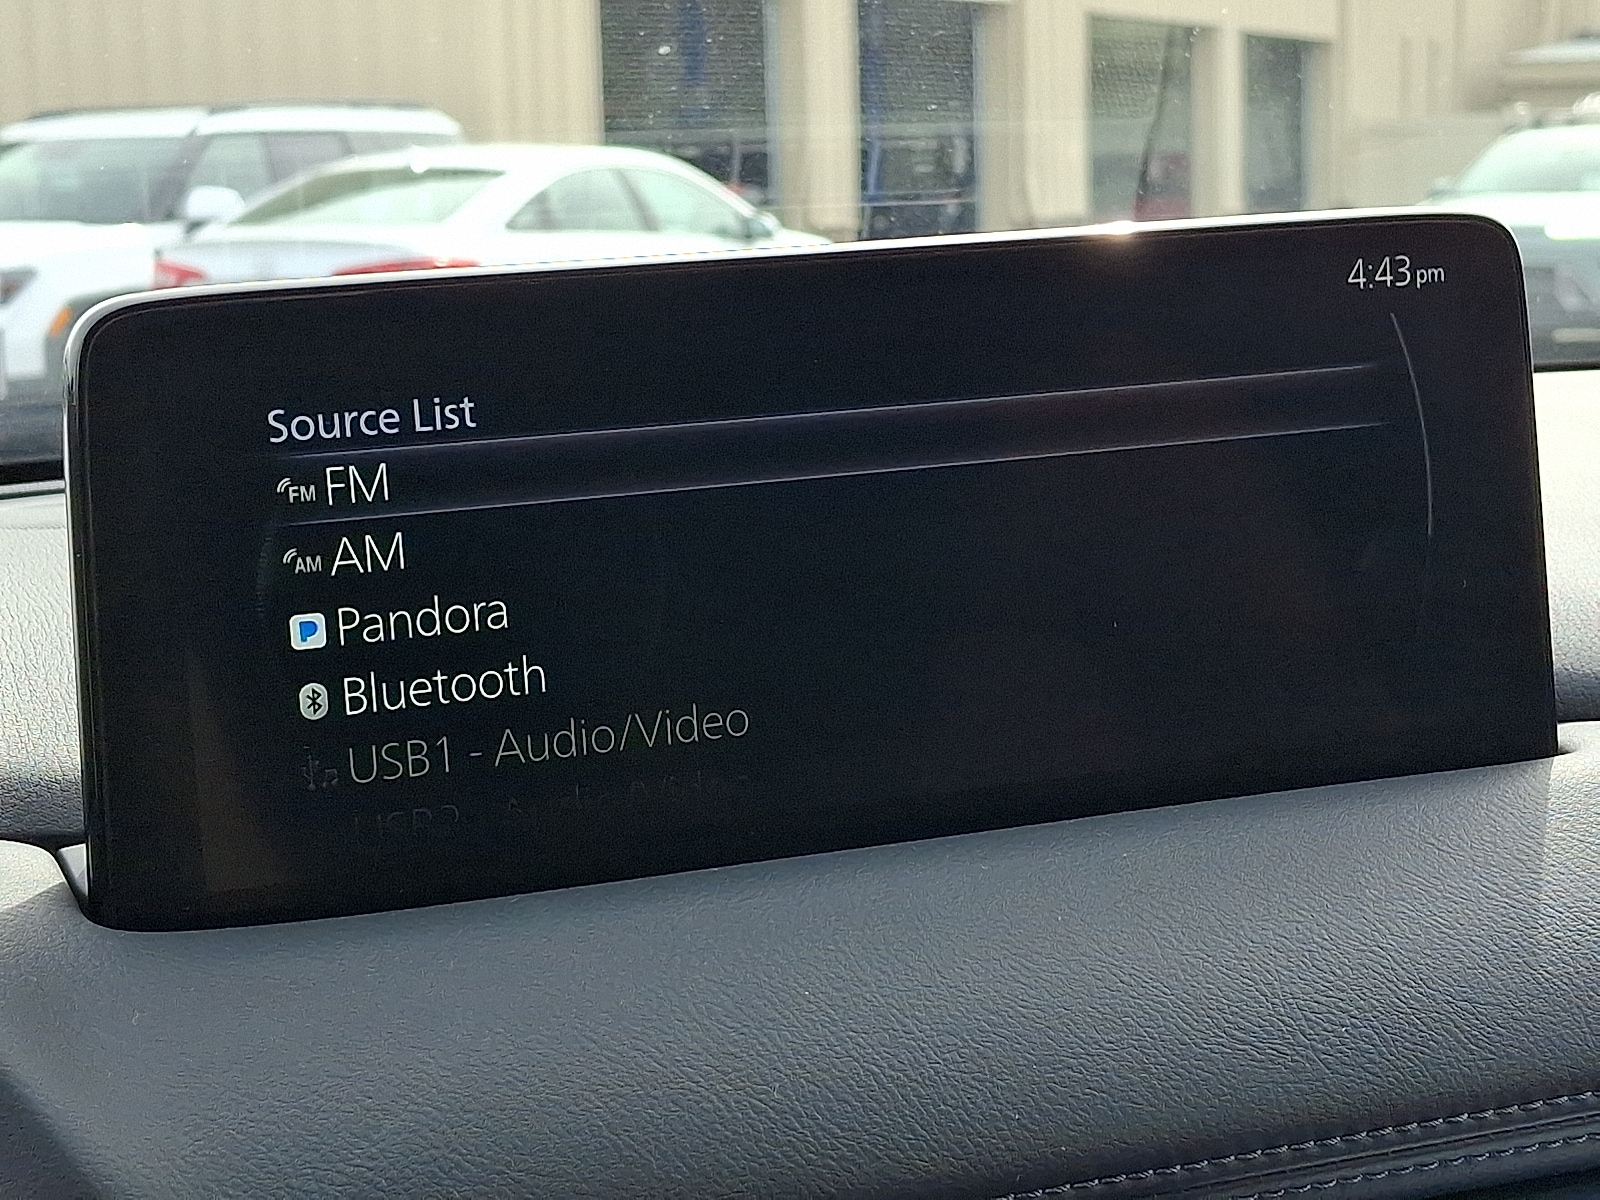 4:43 pm
Source List
FM FM
AM AM
Pandora
Bluetooth
USB1 - Audio/Video